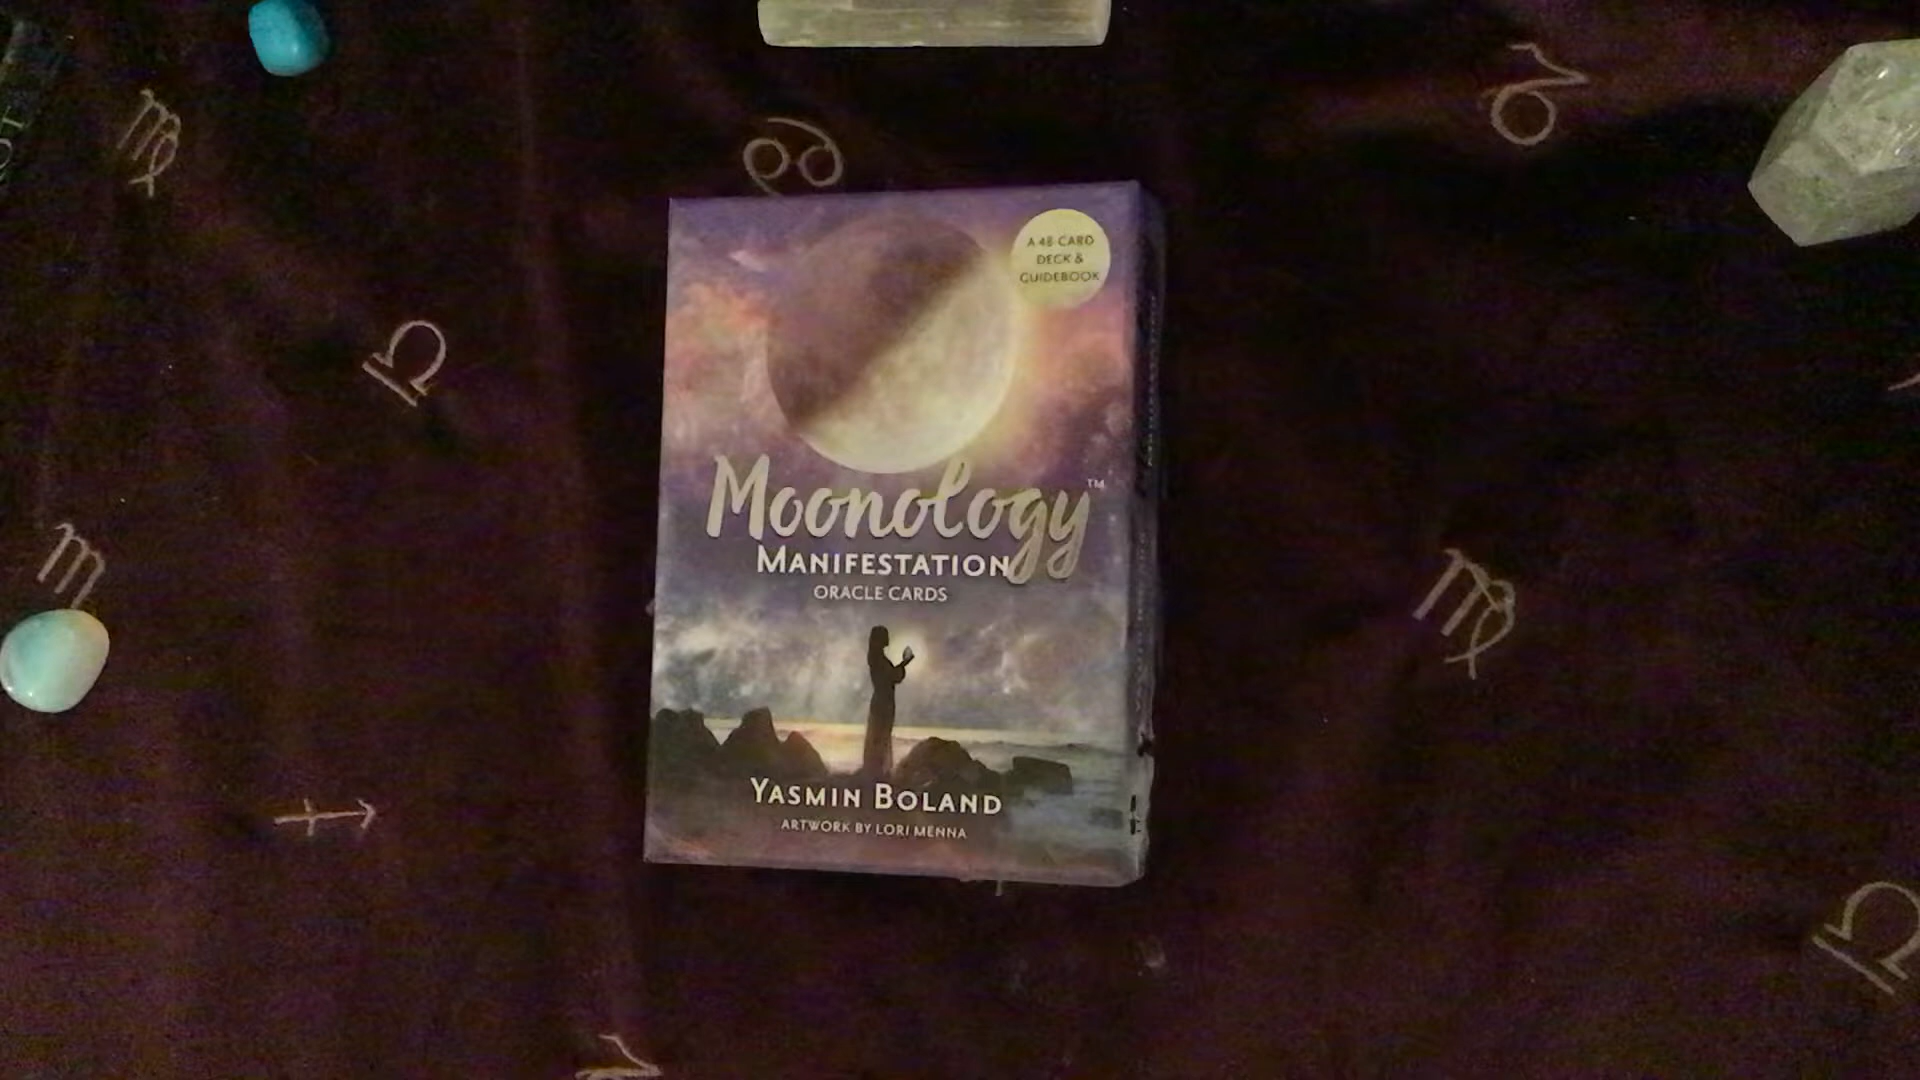 A 48 CARD
DECK &
GUIDEBOOK
Moonology™
MANIFESTATION
ORACLE CARDS
YASMIN BOLAND
ARTWORK BY LORI MENNA